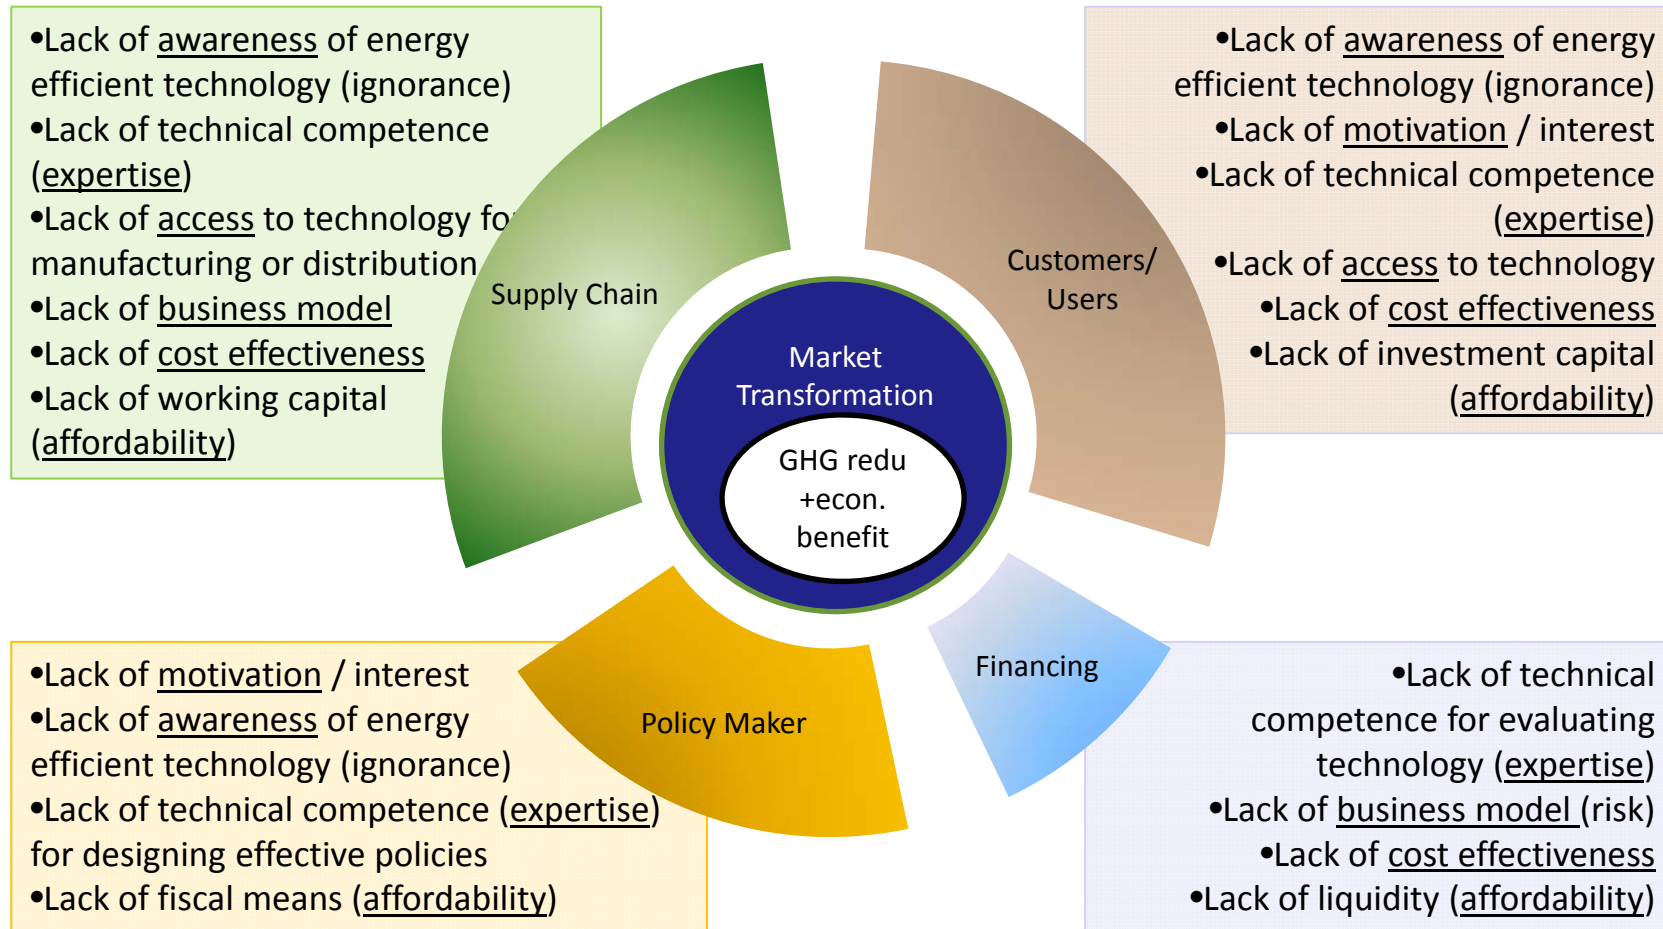 •Lack of awareness of energy
efficient technology (ignorance)
•Lack of technical competence
(expertise)
•Lack of access to technology for
manufacturing or distribution
•Lack of business model
•Lack of cost effectiveness
•Lack of working capital
(affordability)
•Lack of awareness of energy
efficient technology (ignorance)
•Lack of motivation / interest
•Lack of technical competence
(expertise)
•Lack of access to technology
•Lack of cost effectiveness
•Lack of investment capital
(affordability)
Supply Chain
Customers/
Users
Market
Transformation
GHG redu
+econ.
benefit
Policy Maker
Financing
•Lack of motivation / interest
•Lack of awareness of energy
efficient technology (ignorance)
•Lack of technical competence (expertise)
for designing effective policies
•Lack of fiscal means (affordability)
•Lack of technical
competence for evaluating
technology (expertise)
•Lack of business model (risk)
•Lack of cost effectiveness
•Lack of liquidity (affordability)